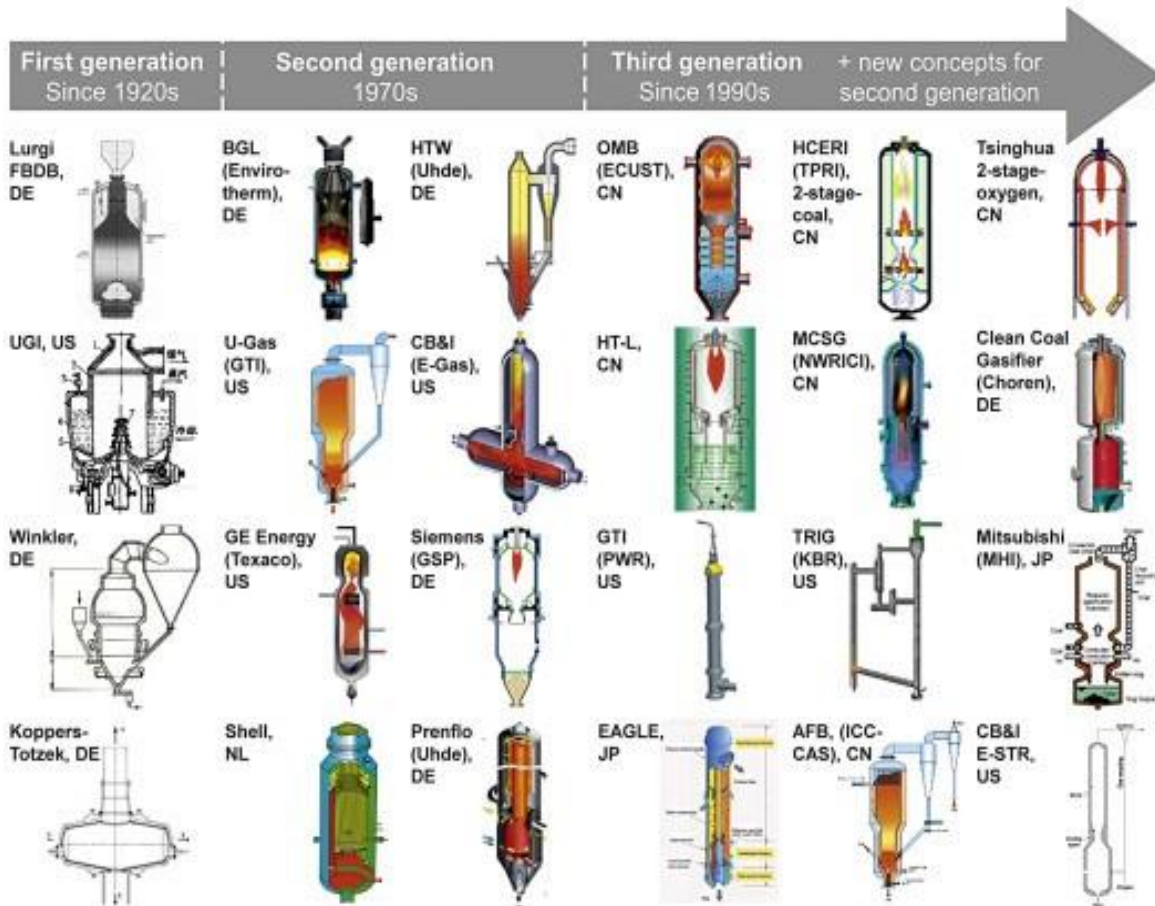 First generation
Since 1920s
Second generation
1970s
Third generation
Since 1990s
+ new concepts for
second generation
Lurgi
FBDB,
DE
BGL
(Enviro-
therm),
DE
HTW
(Uhde),
DE
OMB
(ECUST),
CN
HCERI
(TPRI),
2-stage-
coal,
CN
Tsinghua
2-stage-
oxygen,
CN
UGI, US
U-Gas
(GTI),
US
CB&I
(E-Gas),
US
HT-L,
CN
MCSG
(NWRICI),
CN
Clean Coal
Gasifier
(Choren),
DE
Winkler,
DE
GE Energy
(Texaco),
US
Siemens
(GSP),
DE
GTI
(PWR),
US
TRIG
(KBR),
US
Mitsubishi
(MHI), JP
Koppers-
Totzek, DE
Shell,
NL
Prenflo
(Uhde),
DE
EAGLE,
JP
AFB, (ICC-
CAS), CN
CB&I
E-STR,
US